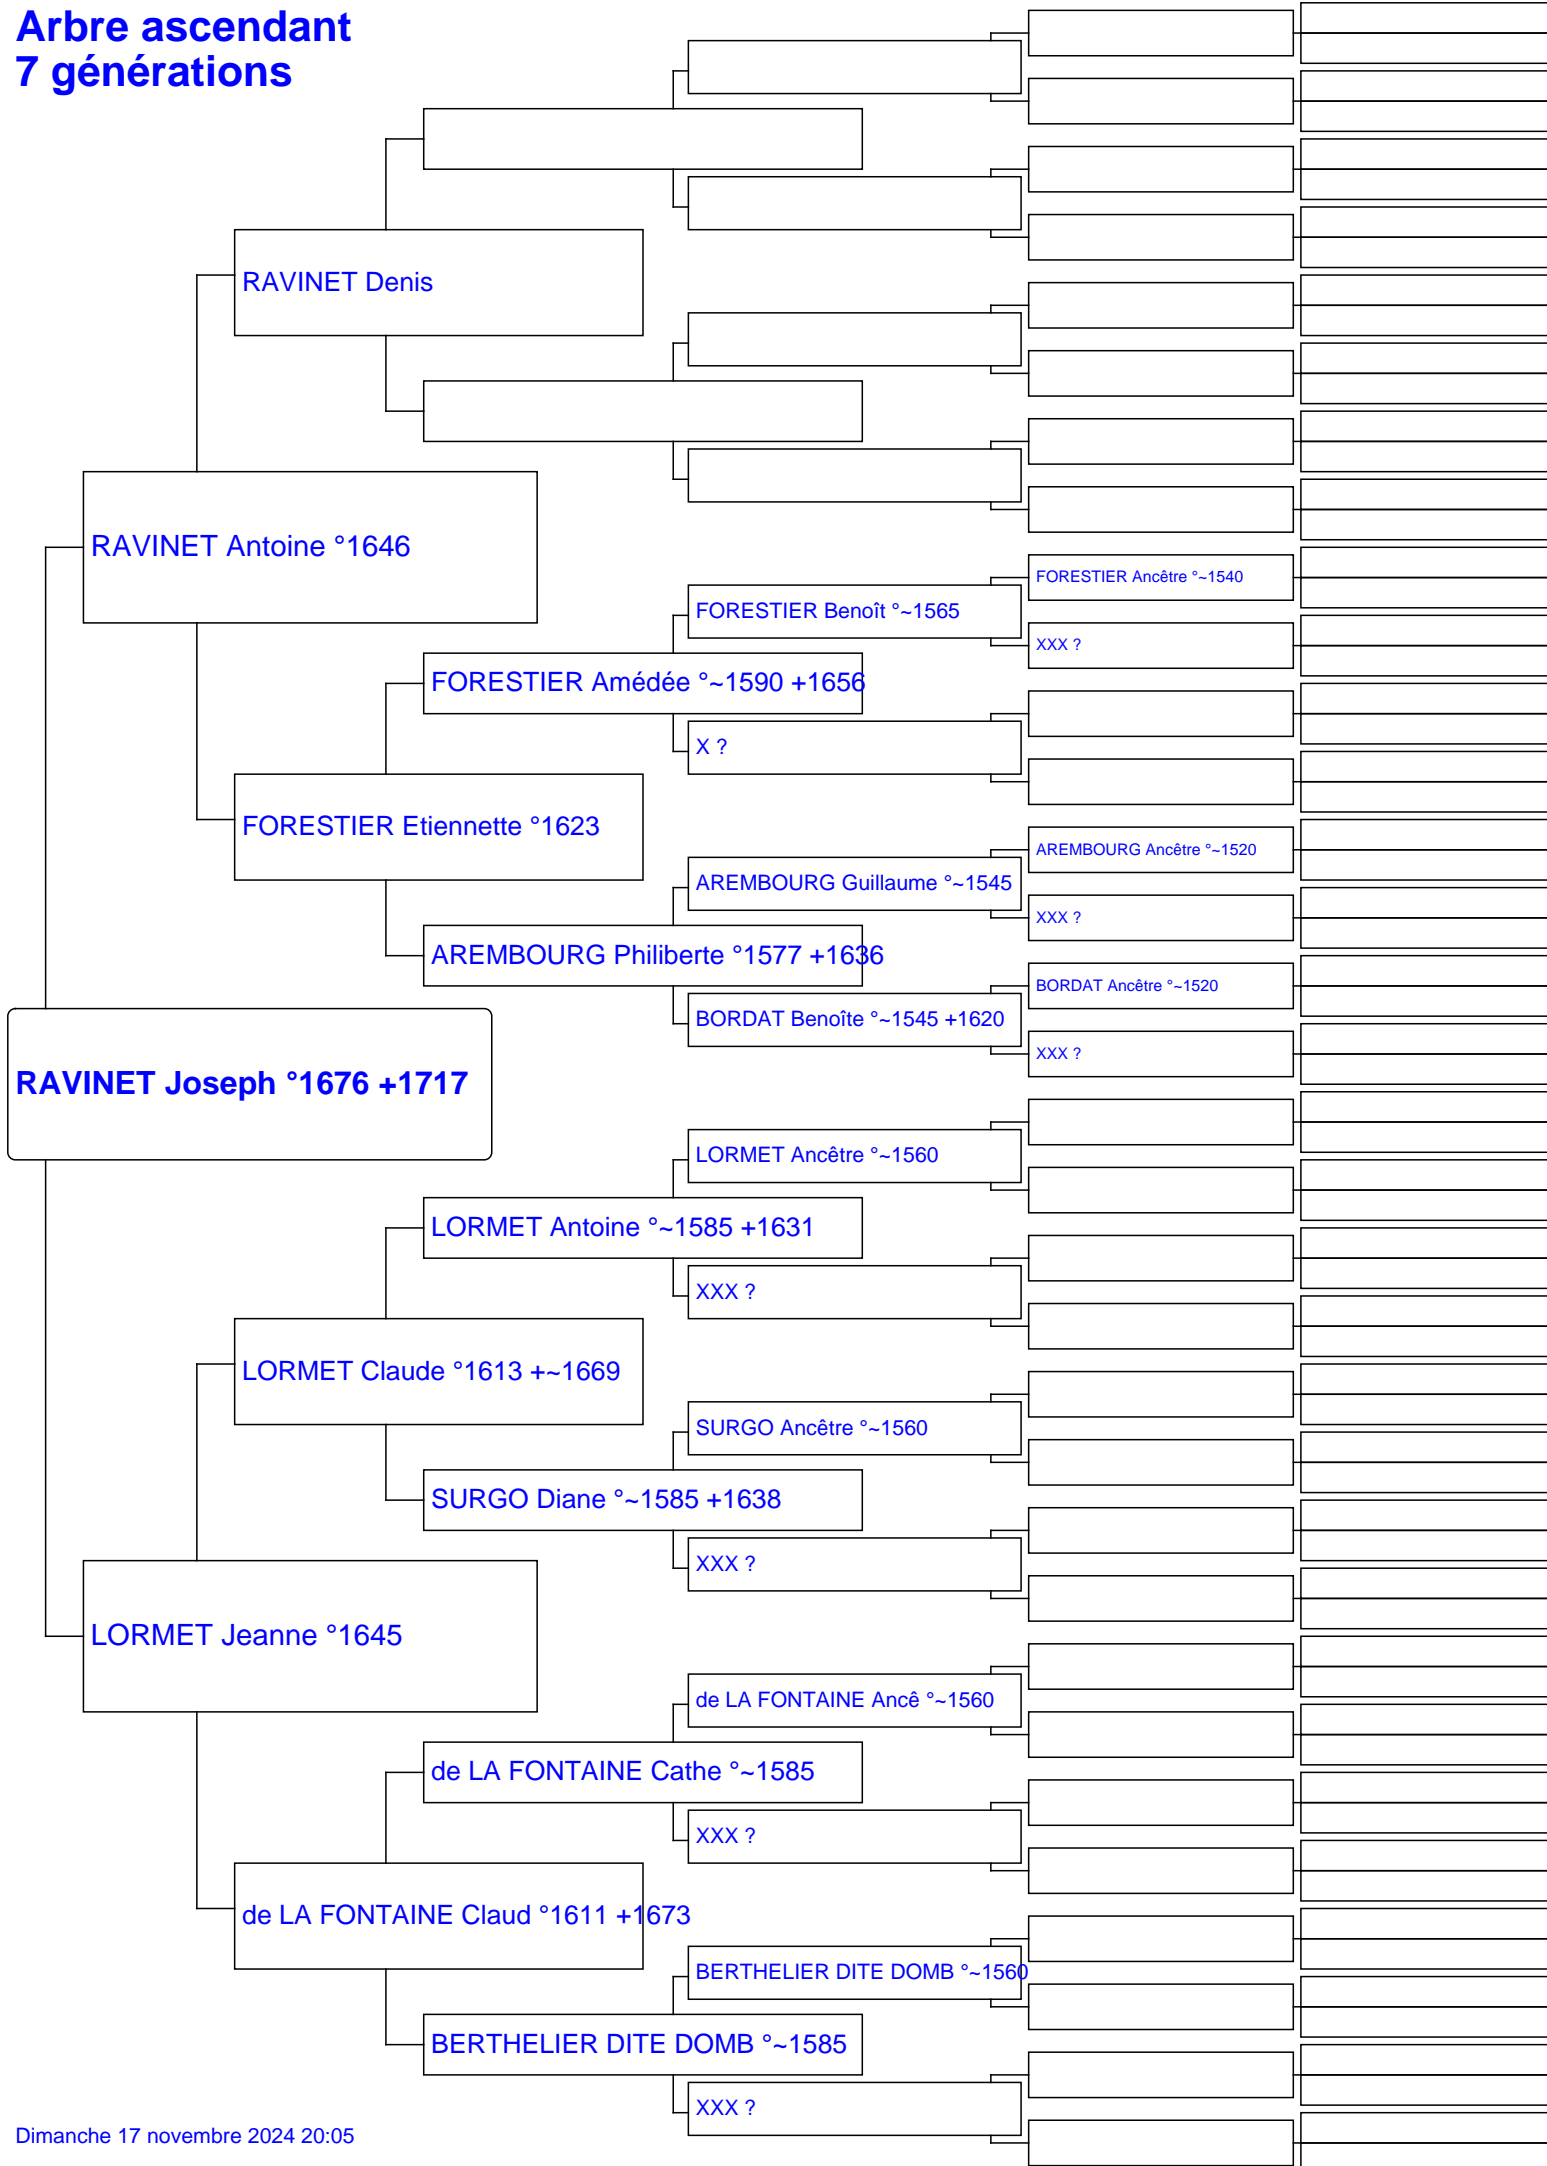 Arbre ascendant
7 générations
RAVINET Denis
RAVINET Antoine °1646
FORESTIER Ancêtre °~1540
FORESTIER Benoît °~1565
XXX ?
FORESTIER Amédée °~1590 +1656
X ?
FORESTIER Etiennette °1623
AREMBOURG Ancêtre °~1520
AREMBOURG Guillaume °~1545
XXX ?
AREMBOURG Philiberte °1577 +1636
BORDAT Ancêtre °~1520
BORDAT Benoîte °~1545 +1620
XXX ?
RAVINET Joseph °1676 +1717
LORMET Ancêtre °~1560
LORMET Antoine °~1585 +1631
XXX ?
LORMET Claude °1613 +~1669
SURGO Ancêtre °~1560
SURGO Diane °~1585 +1638
XXX ?
LORMET Jeanne °1645
de LA FONTAINE Ancê °~1560
de LA FONTAINE Cathe °~1585
XXX ?
de LA FONTAINE Claud °1611 +1673
BERTHELIER DITE DOMB °~1560
BERTHELIER DITE DOMB °~1585
XXX ?
Dimanche 17 novembre 2024 20:05